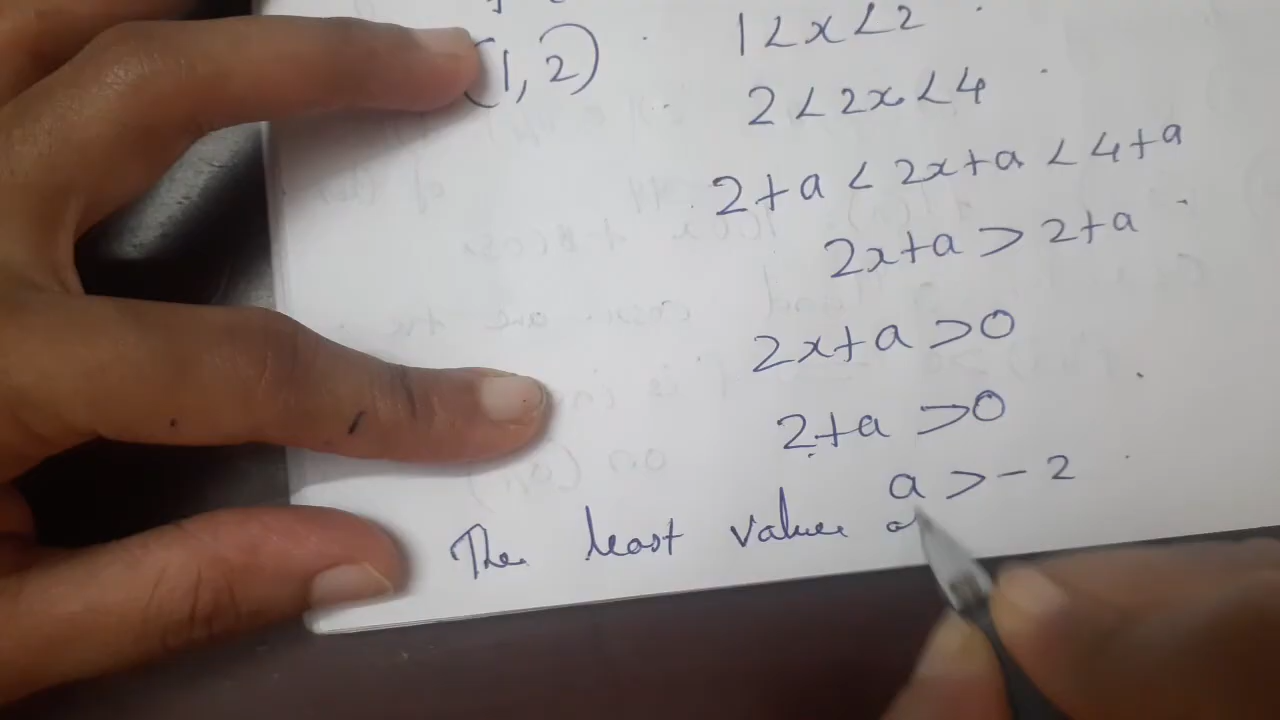 (1, 2)
1 < x < 2
2 < 2x < 4
2+a < 2x+a < 4+a
2x+a > 2+a
2x+a > 0
2+a > 0
a > -2
The least value